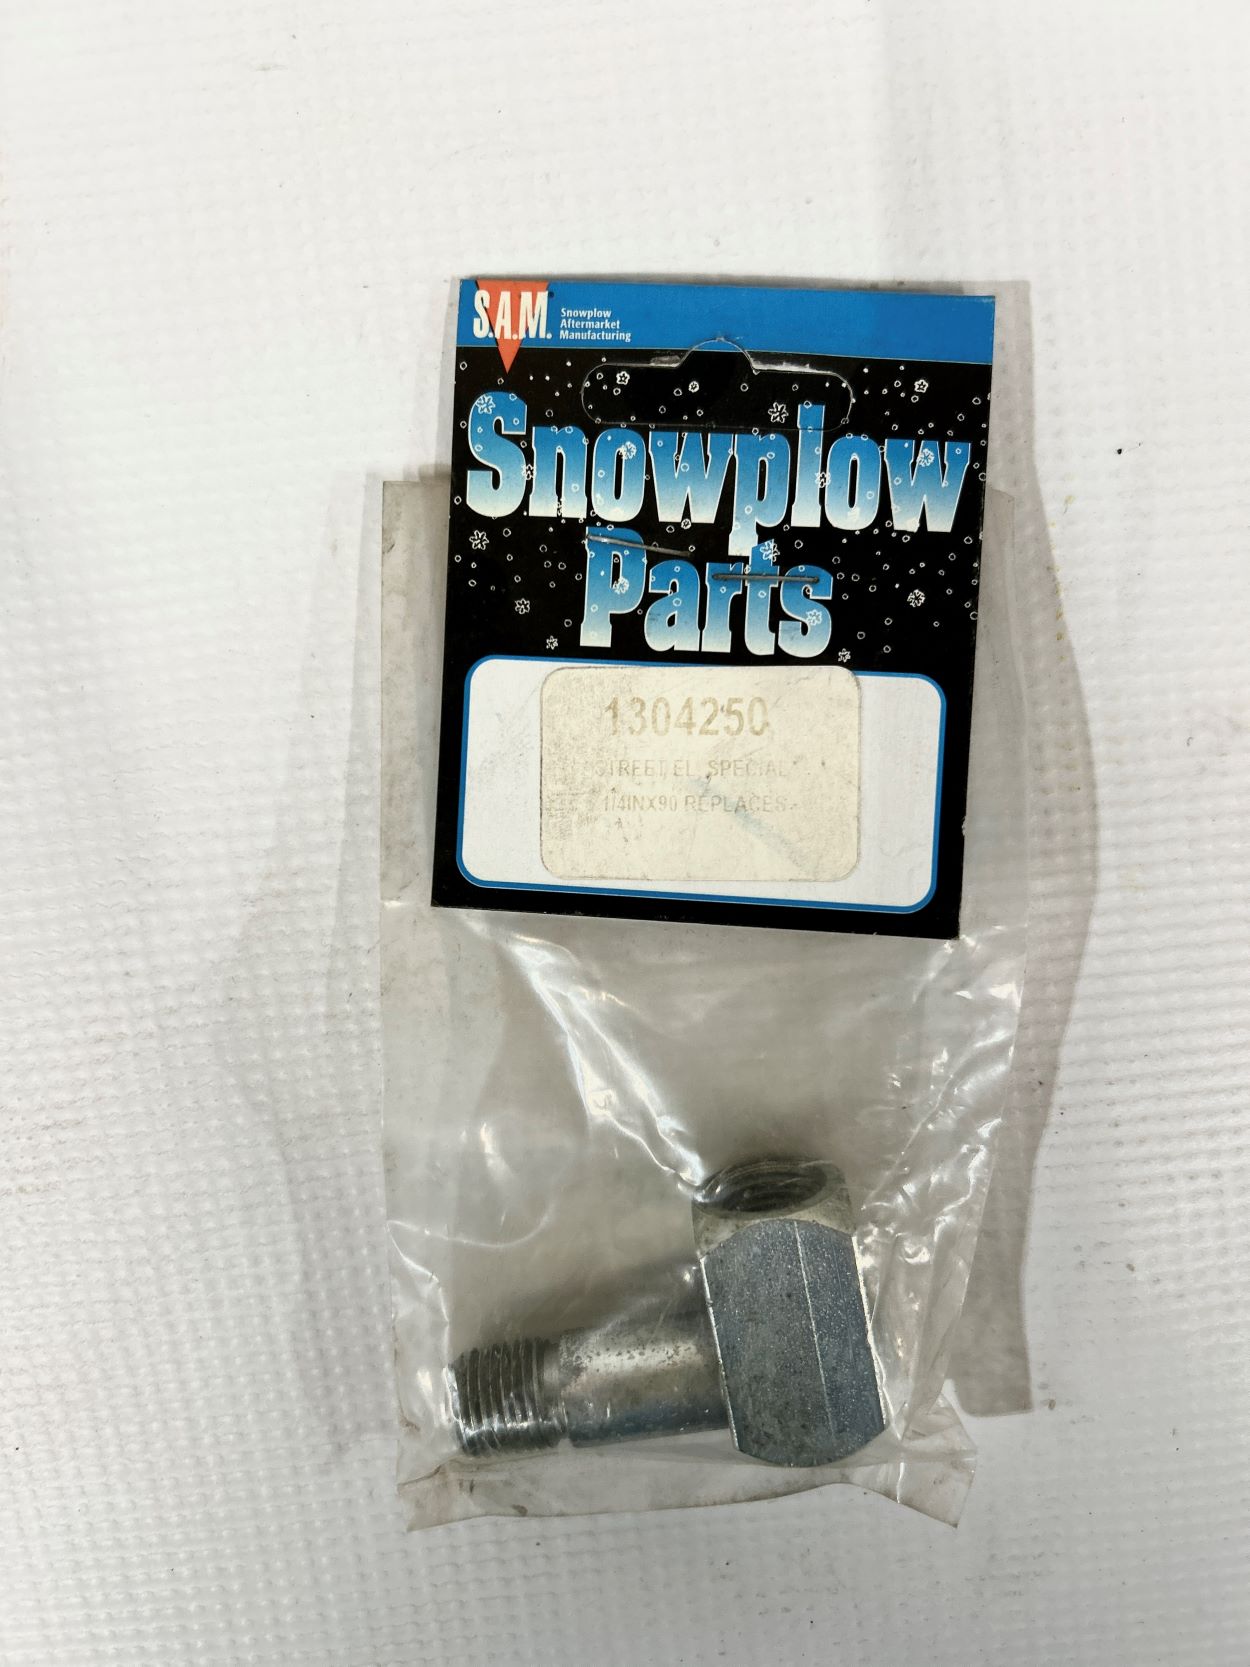 S.A.M.
Snowplow
Aftermarket
Manufacturing
Snowplow
Parts
1304250
STREET EL SPECIAL
1/4INX90 REPLACES